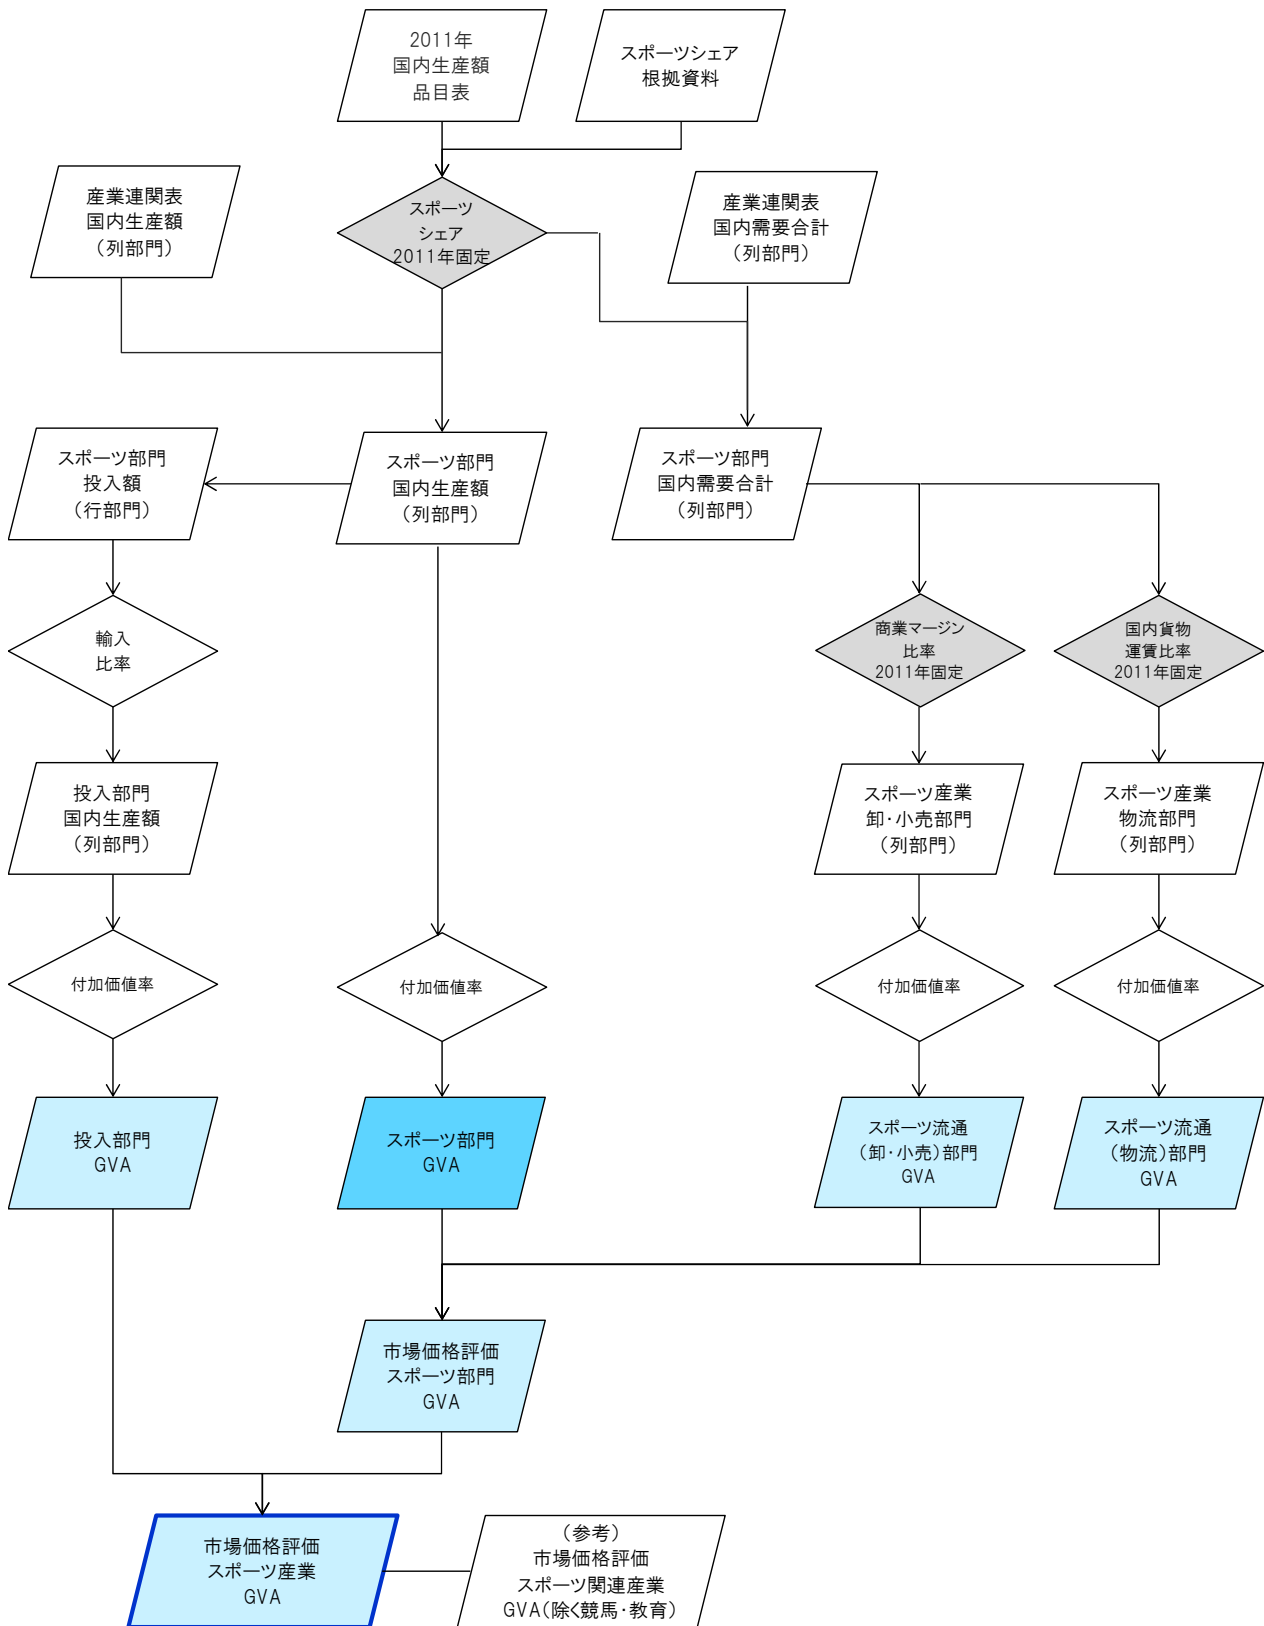 2011年
国内生産額
品目表
スポーツシェア
根拠資料
産業連関表
国内生産額
（列部門）
スポーツ
シェア
2011年固定
産業連関表
国内需要合計
（列部門）
スポーツ部門
投入額
（行部門）
スポーツ部門
国内生産額
（列部門）
スポーツ部門
国内需要合計
（列部門）
輸入
比率
商業マージン
比率
2011年固定
国内貨物
運賃比率
2011年固定
投入部門
国内生産額
（列部門）
スポーツ産業
卸・小売部門
（列部門）
スポーツ産業
物流部門
（列部門）
付加価値率
付加価値率
付加価値率
付加価値率
投入部門
GVA
スポーツ部門
GVA
スポーツ流通
（卸・小売）部門
GVA
スポーツ流通
（物流）部門
GVA
市場価格評価
スポーツ部門
GVA
市場価格評価
スポーツ産業
GVA
（参考）
市場価格評価
スポーツ関連産業
GVA（除く競馬・教育）